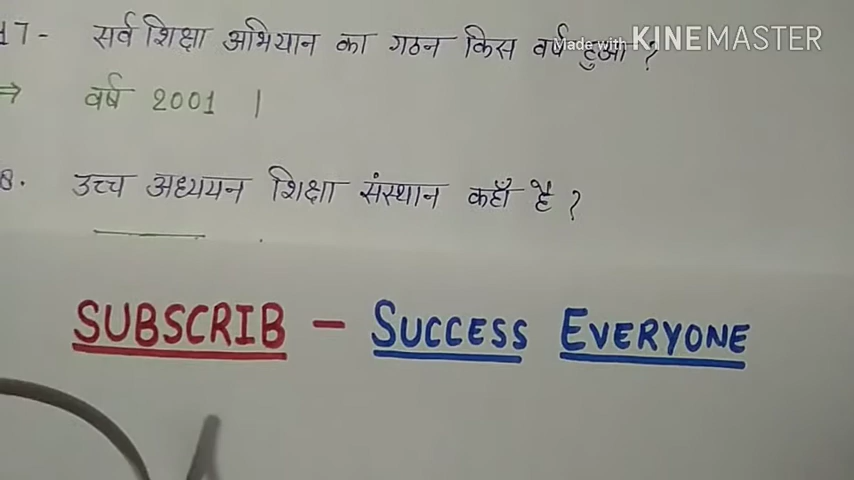 17- सर्व शिक्षा अभियान का गठन किस वर्ष हुआ ?
Made with KINEMASTER
⇒ वर्ष 2001 |
8. उच्च अध्ययन शिक्षा संस्थान कहाँ है ?
SUBSCRIB - SUCCESS EVERYONE